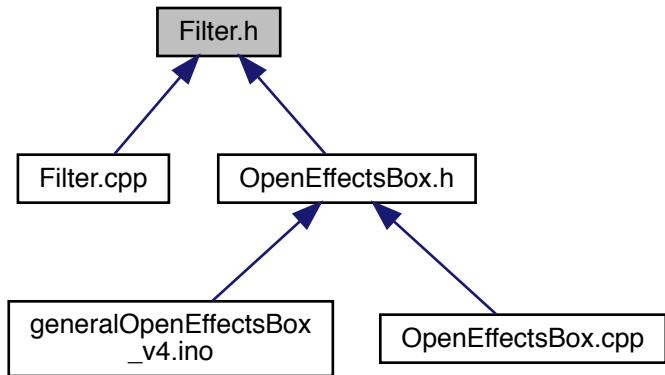 Filter.h
Filter.cpp
OpenEffectsBox.h
generalOpenEffectsBox
_v4.ino
OpenEffectsBox.cpp